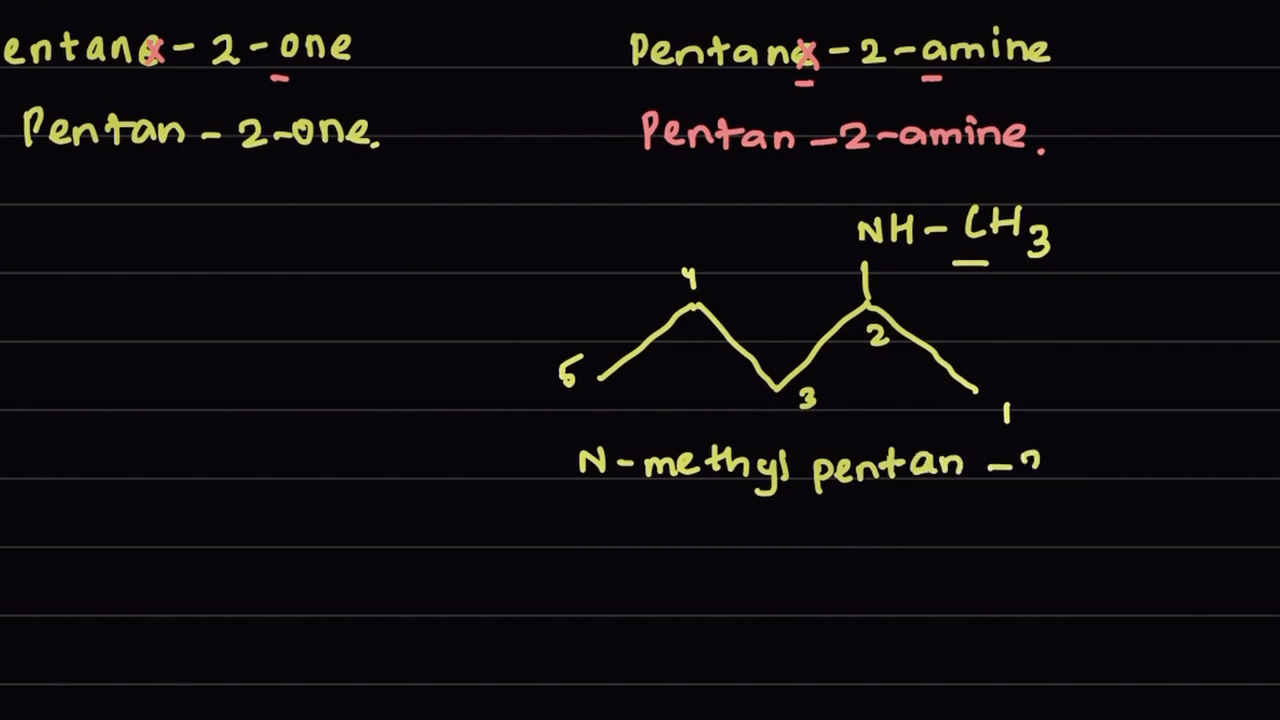 entane-2-one
Pentan-2-one.
Pentane-2-amine
Pentan-2-amine.
NH-CH3
4
5
2
3
1
N-methyl pentan -